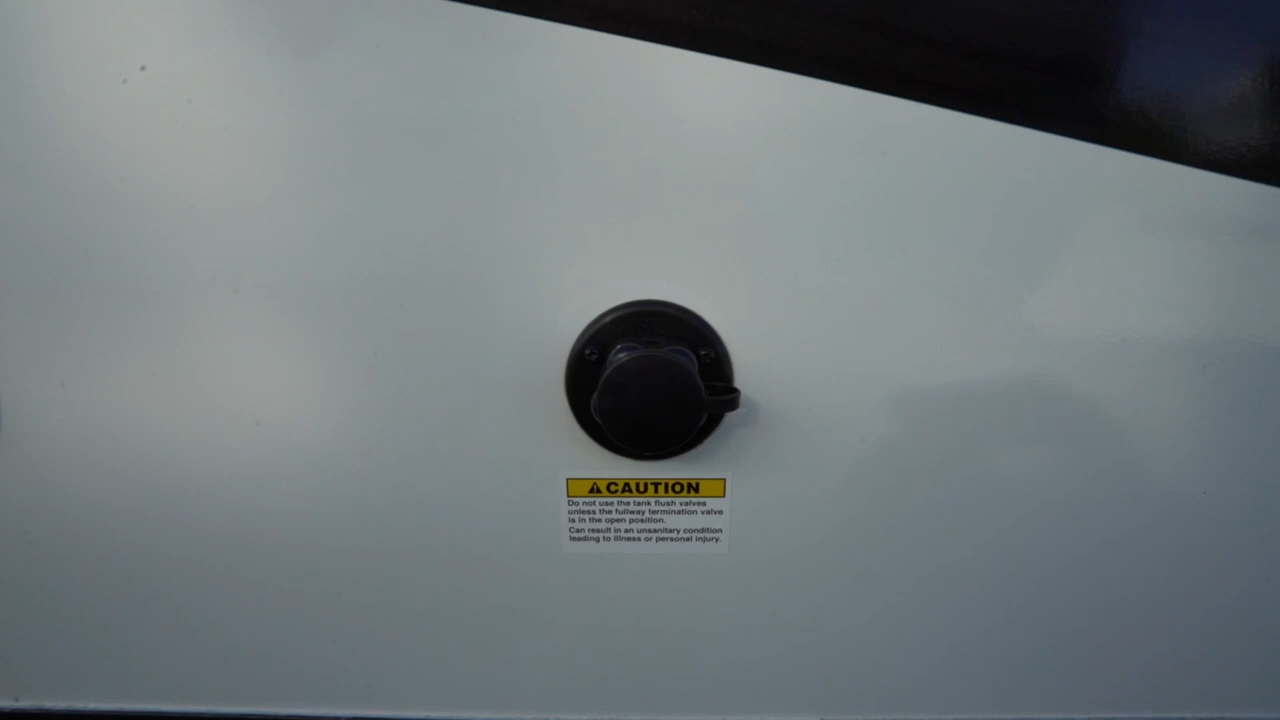 CAUTION
Do not use the tank flush valves
unless the fullway termination valve
is in the open position.
Can result in an unsanitary condition
leading to illness or personal injury.